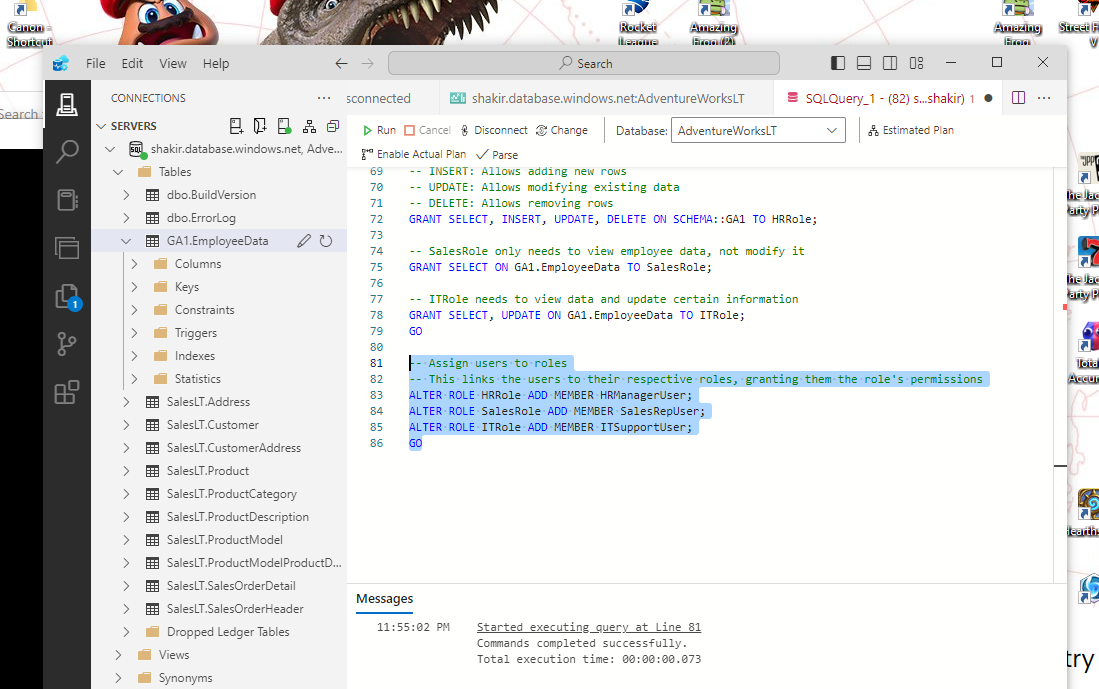 Canon -
Shortcut
Rocket
League
Amazing
Frog (2)
Amazing
Frog
Street F
V
File Edit View Help
Search
Search
CONNECTIONS
sconnected
shakir.database.windows.net:AdventureWorksLT
SQLQuery_1 - (82) s...shakir) 1
SERVERS
Run Cancel Disconnect Change Database: AdventureWorksLT Estimated Plan
Enable Actual Plan Parse
SQL
shakir.database.windows.net, Adve...
Tables
dbo.BuildVersion
dbo.ErrorLog
GA1.EmployeeData
Columns
Keys
Constraints
Triggers
Indexes
Statistics
SalesLT.Address
SalesLT.Customer
SalesLT.CustomerAddress
SalesLT.Product
SalesLT.ProductCategory
SalesLT.ProductDescription
SalesLT.ProductModel
SalesLT.ProductModelProductD...
SalesLT.SalesOrderDetail
SalesLT.SalesOrderHeader
Dropped Ledger Tables
Views
Synonyms
1
69 -- INSERT: Allows adding new rows
70 -- UPDATE: Allows modifying existing data
71 -- DELETE: Allows removing rows
72 GRANT SELECT, INSERT, UPDATE, DELETE ON SCHEMA::GA1 TO HRRole;
73
74 -- SalesRole only needs to view employee data, not modify it
75 GRANT SELECT ON GA1.EmployeeData TO SalesRole;
76
77 -- ITRole needs to view data and update certain information
78 GRANT SELECT, UPDATE ON GA1.EmployeeData TO ITRole;
79 GO
80
81 -- Assign users to roles
82 -- This links the users to their respective roles, granting them the role's permissions
83 ALTER ROLE HRRole ADD MEMBER HRManagerUser;
84 ALTER ROLE SalesRole ADD MEMBER SalesRepUser;
85 ALTER ROLE ITRole ADD MEMBER ITSupportUser;
86 GO
Messages
11:55:02 PM Started executing query at Line 81
Commands completed successfully.
Total execution time: 00:00:00.073
he Jac
arty P
he Jac
arty P
Tota
Accur
earths
try